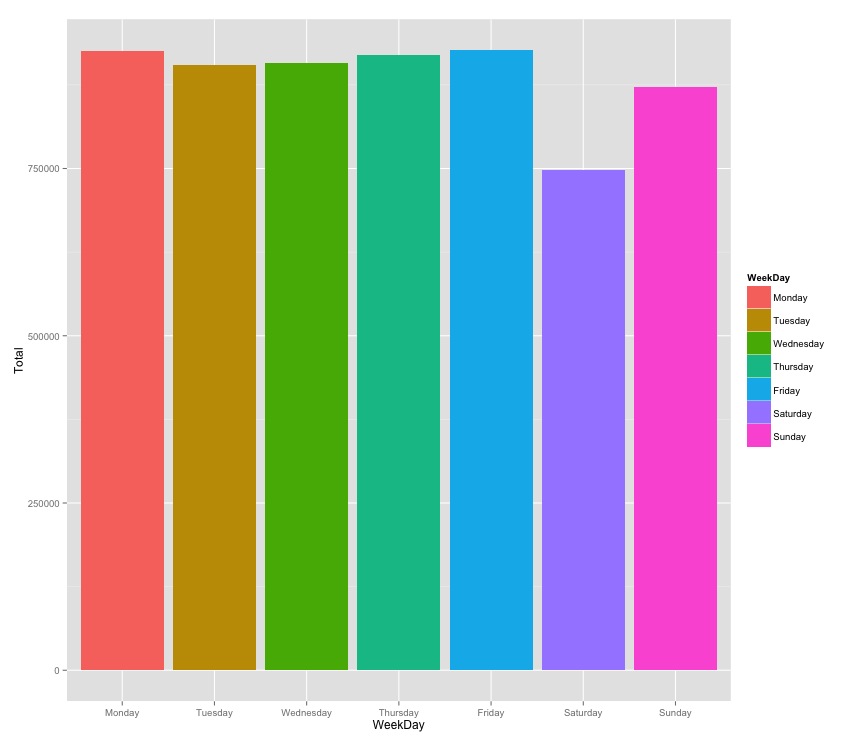 Total
750000
500000
250000
0
Monday Tuesday Wednesday Thursday Friday Saturday Sunday
WeekDay
WeekDay
Monday
Tuesday
Wednesday
Thursday
Friday
Saturday
Sunday